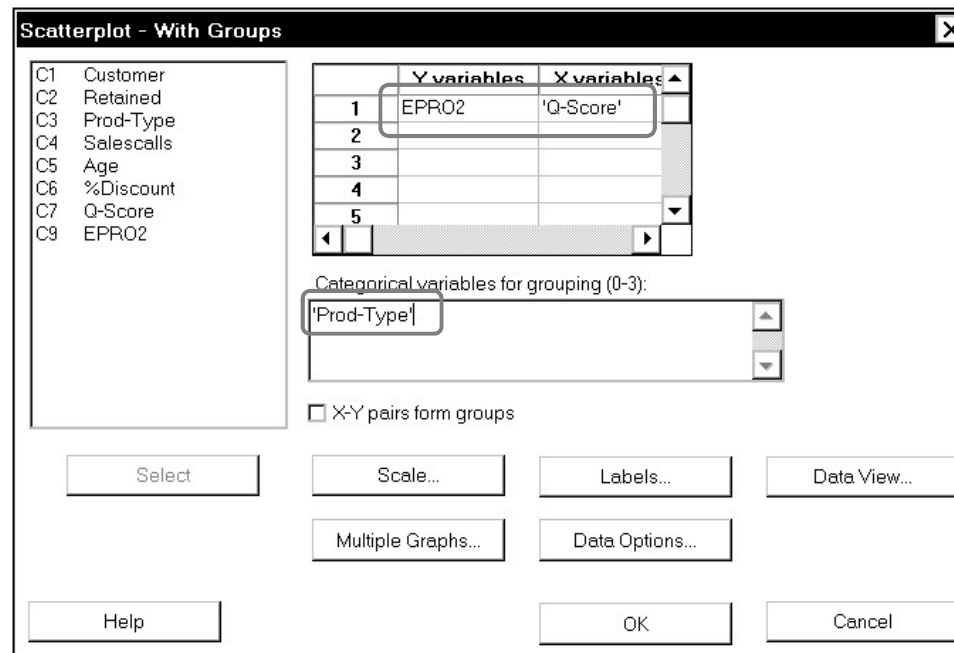 Scatterplot - With Groups
C1 Customer
C2 Retained
C3 Prod-Type
C4 Salescalls
C5 Age
C6 %Discount
C7 Q-Score
C9 EPRO2
Y variables X variables
1 EPRO2 'Q-Score'
2
3
4
5
Categorical variables for grouping (0-3):
'Prod-Type'
X-Y pairs form groups
Select Scale... Labels... Data View...
Multiple Graphs... Data Options...
Help OK Cancel